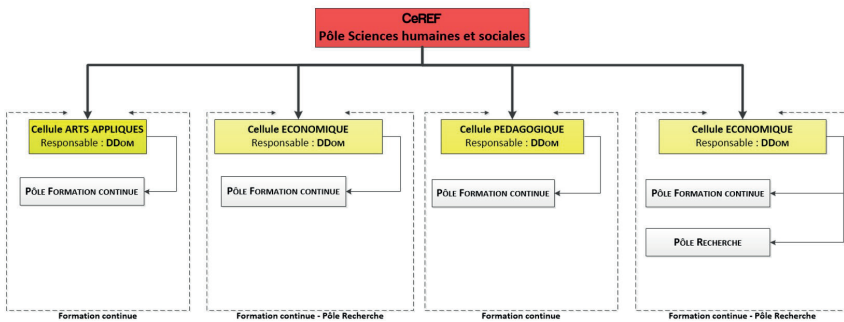 CeREF
Pôle Sciences humaines et sociales
Cellule ARTS APPLIQUES
Responsable : DDOM
PÔLE FORMATION CONTINUE
Formation continue
Cellule ECONOMIQUE
Responsable : DDOM
PÔLE FORMATION CONTINUE
Formation continue - Pôle Recherche
Cellule PEDAGOGIQUE
Responsable : DDOM
PÔLE FORMATION CONTINUE
Formation continue
Cellule ECONOMIQUE
Responsable : DDOM
PÔLE FORMATION CONTINUE
PÔLE RECHERCHE
Formation continue - Pôle Recherche